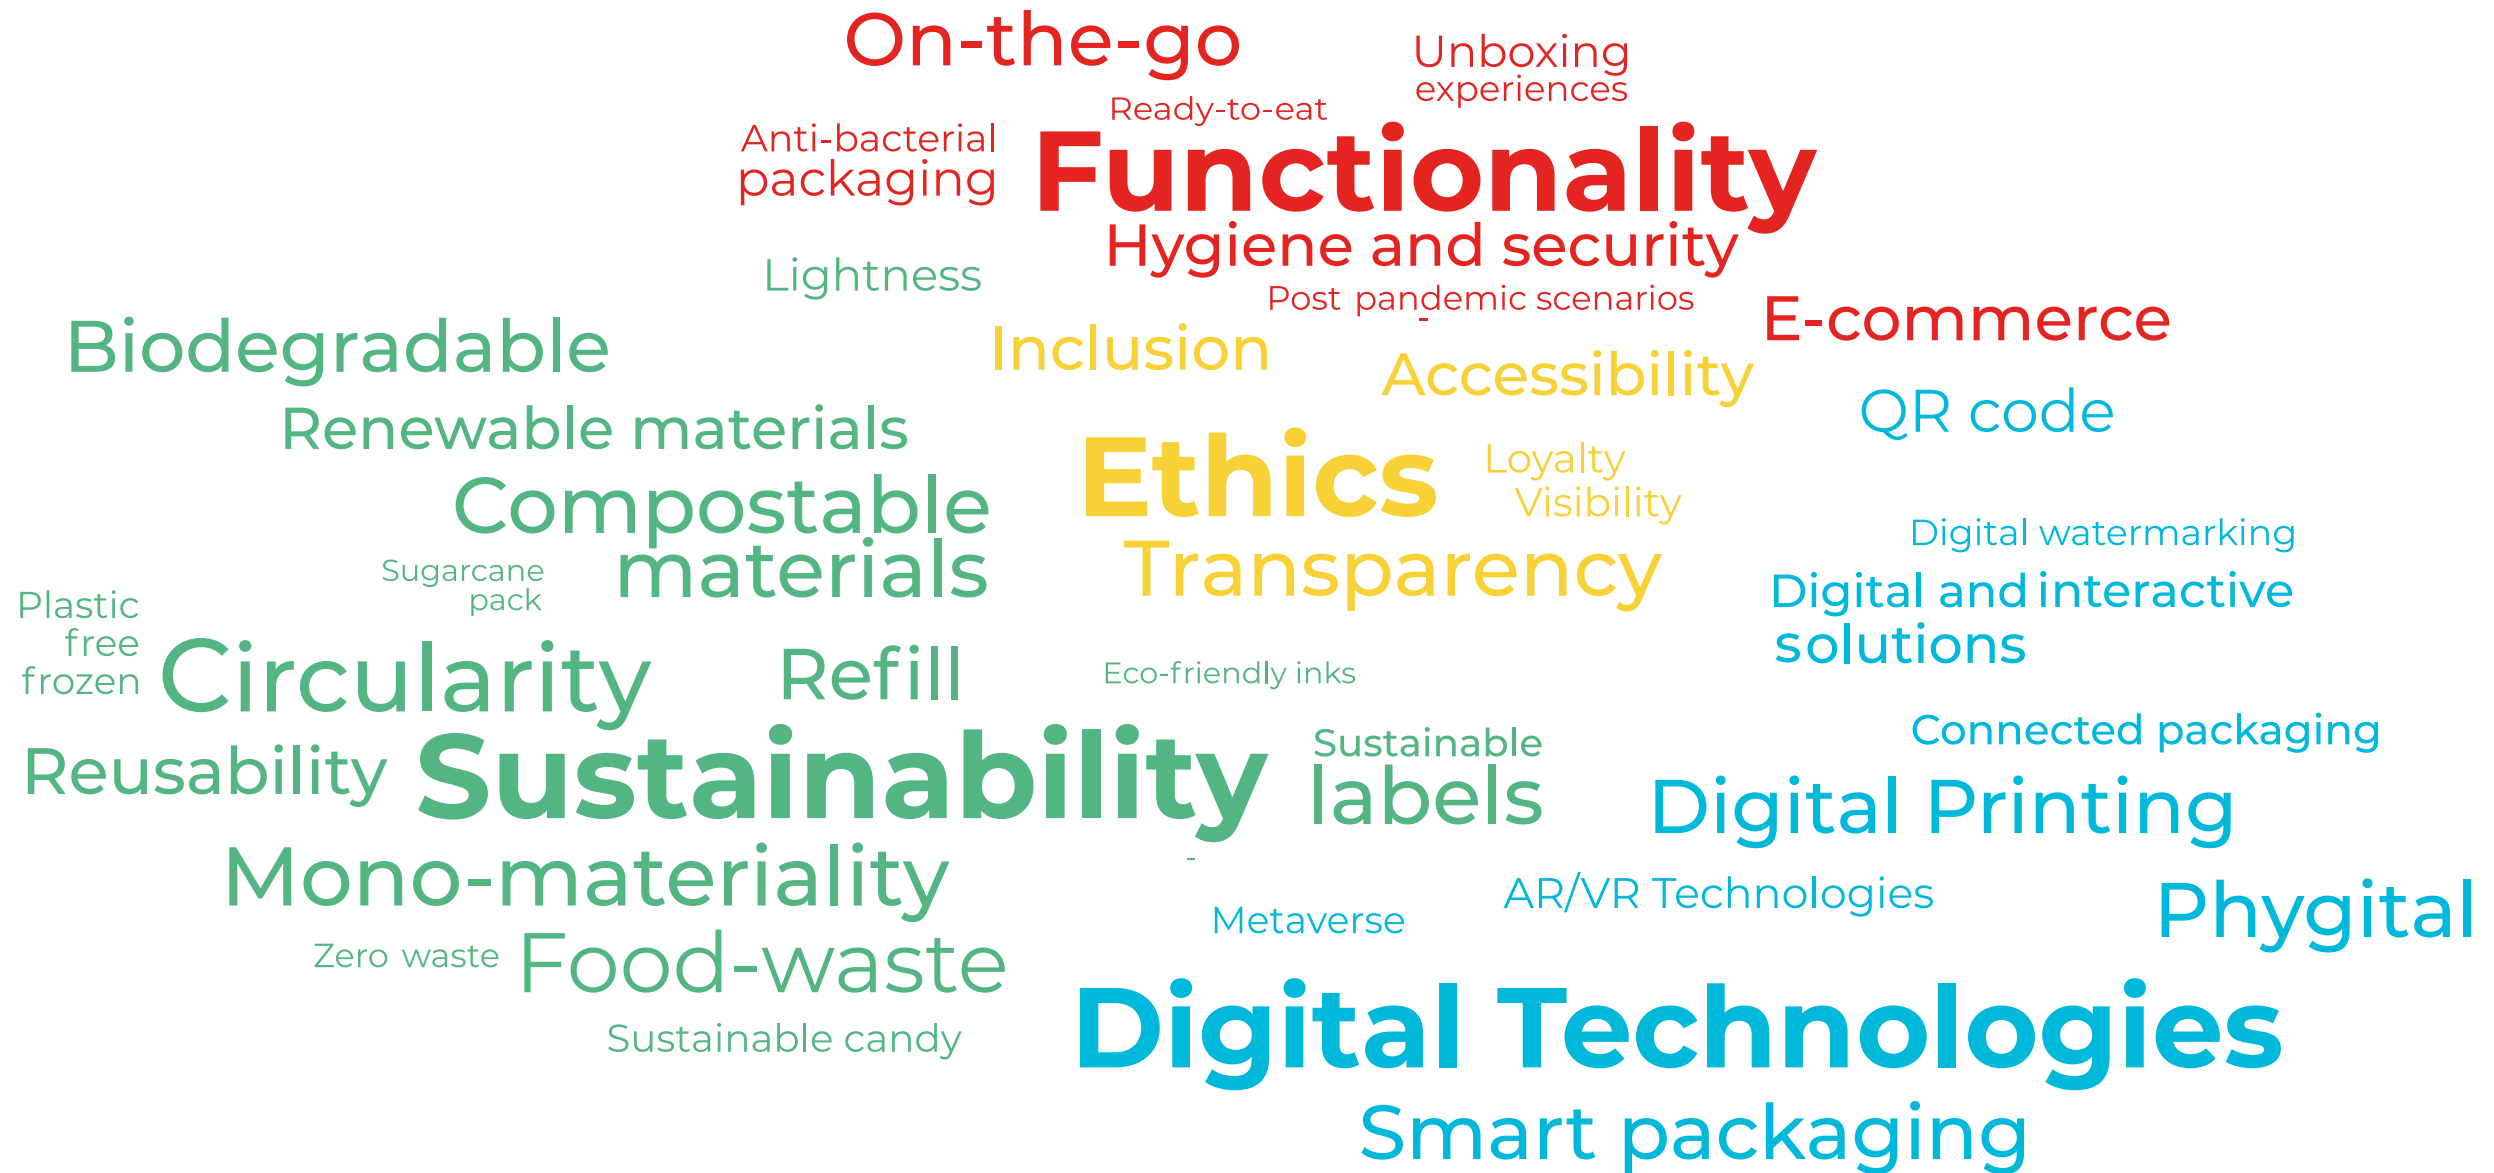 On-the-go
Unboxing
experiences
Ready-to-eat
Anti-bacterial
packaging
Functionality
Hygiene and security
Lightness
Post pandemic scenarios
E-commerce
Biodegradable
Inclusion
Accessibility
QR code
Renewable materials
Ethics
Loyalty
Visibility
Compostable
materials
Digital watermarking
Transparency
Sugarcane
pack
Digital and interactive
solutions
Plastic
free
frozen
Circularity
Refill
Eco-friendly inks
Connected packaging
Reusability
Sustainability
Sustainable
labels
Digital Printing
Mono-materiality
AR/VR Technologies
Metaverse
Phygital
Zero waste
Food-waste
Sustainable candy
Digital Technologies
Smart packaging